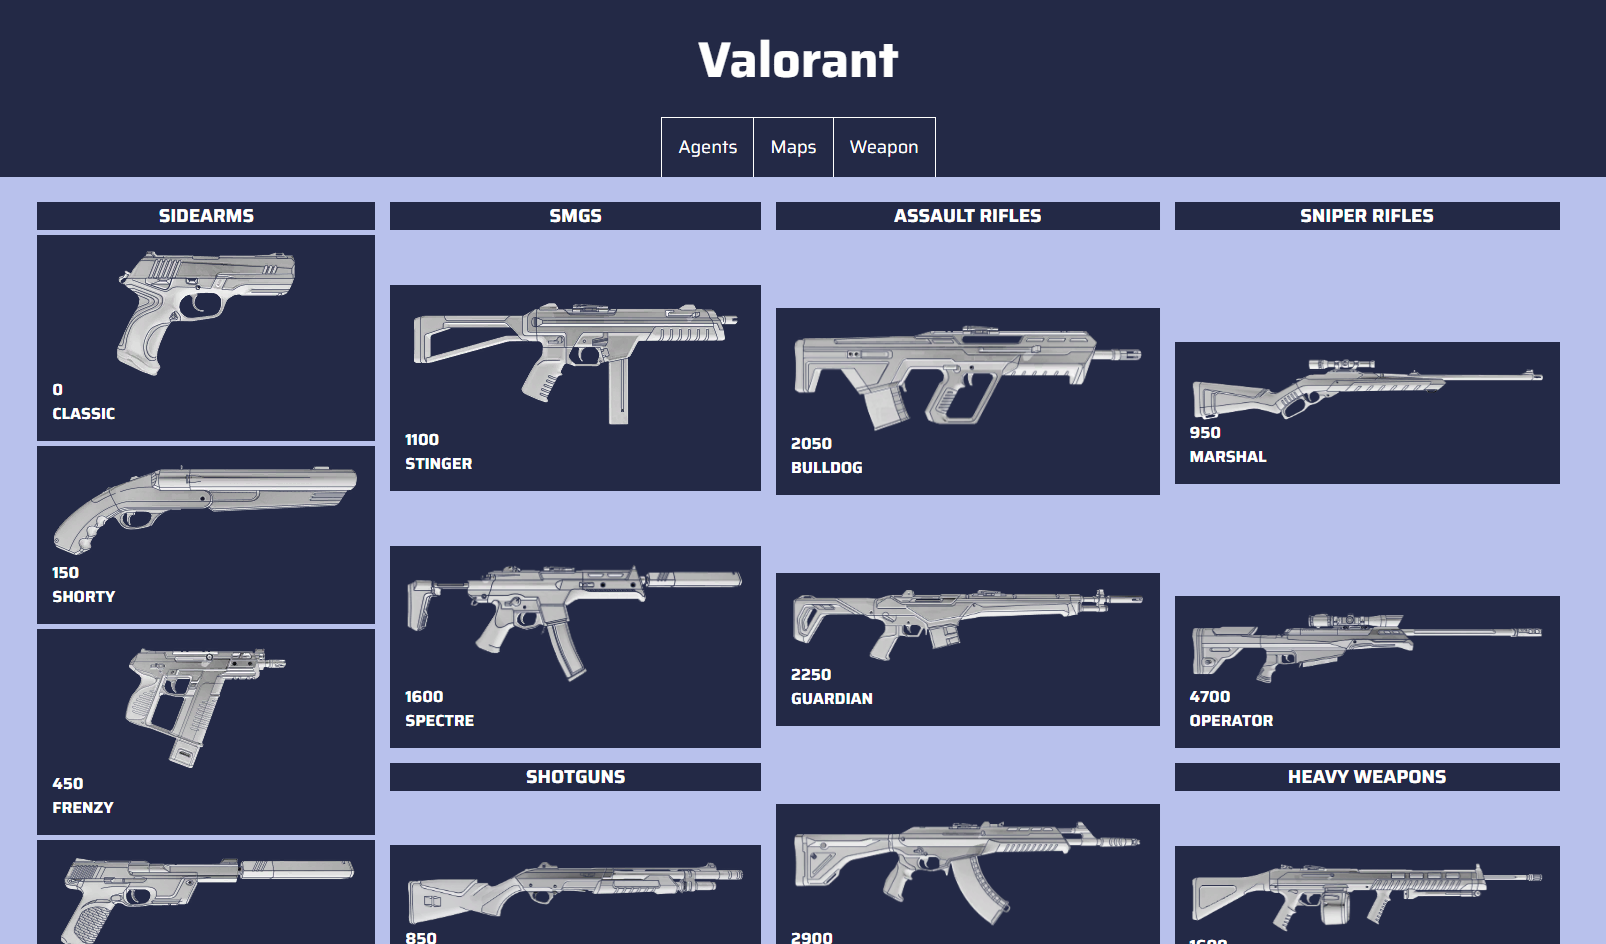 Valorant
Agents
Maps
Weapon
SIDEARMS
0
CLASSIC
150
SHORTY
450
FRENZY
SMGS
1100
STINGER
1600
SPECTRE
SHOTGUNS
850
ASSAULT RIFLES
2050
BULLDOG
2250
GUARDIAN
2900
SNIPER RIFLES
950
MARSHAL
4700
OPERATOR
HEAVY WEAPONS
1600